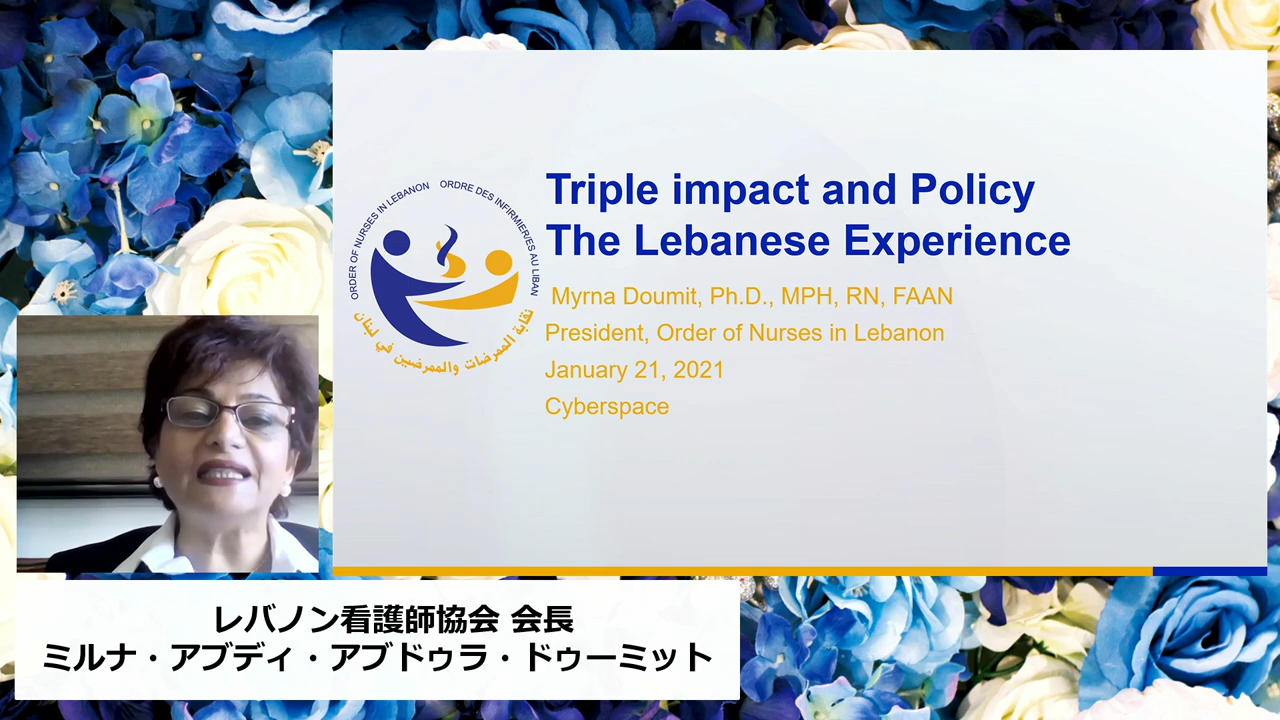 ORDER OF NURSES IN LEBANON
ORDRE DES INFIRMIER/ES AU LIBAN
نقابة الممرضات والممرضين في لبنان
Triple impact and Policy
The Lebanese Experience
Myrna Doumit, Ph.D., MPH, RN, FAAN
President, Order of Nurses in Lebanon
January 21, 2021
Cyberspace
レバノン看護師協会 会長
ミルナ・アブディ・アブドゥラ・ドゥーミット